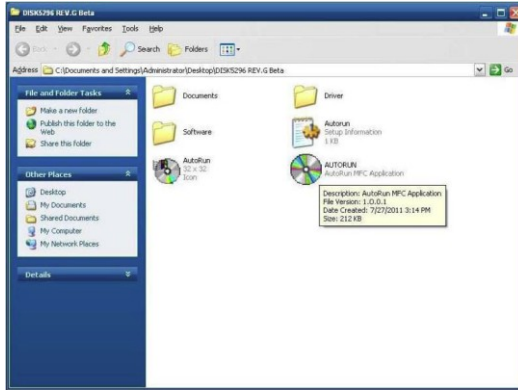 DISK5296 REV.G Beta
File Edit View Favorites Tools Help
Back Search Folders
Address C:\Documents and Settings\Administrator\Desktop\DISK5296 REV.G Beta Go
File and Folder Tasks
Make a new folder
Publish this folder to the
Web
Share this folder
Other Places
Desktop
My Documents
Shared Documents
My Computer
My Network Places
Details
Documents
Driver
Software
Autorun
Setup Information
1 KB
AutoRun
32 x 32
Icon
AUTORUN
AutoRun MFC Application
Description: AutoRun MFC Application
File Version: 1.0.0.1
Date Created: 7/27/2011 3:14 PM
Size: 212 KB